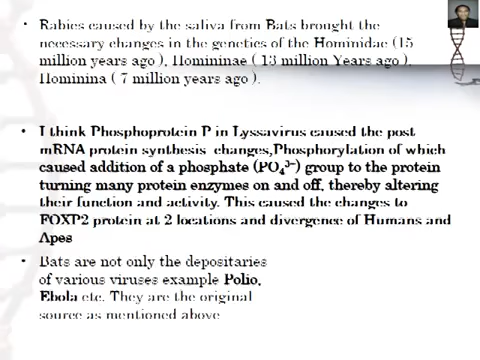 Rabies caused by the saliva from Bats brought the
necessary changes in the genetics of the Hominidae (15
million years ago ), Homininae ( 13 million Years ago ),
Hominina ( 7 million years ago ).
I think Phosphoprotein P in Lyssavirus caused the post
mRNA protein synthesis changes,Phosphorylation of which
caused addition of a phosphate (PO₄³⁻) group to the protein
turning many protein enzymes on and off, thereby altering
their function and activity. This caused the changes to
FOXP2 protein at 2 locations and divergence of Humans and
Apes
Bats are not only the depositaries
of various viruses example Polio,
Ebola etc. They are the original
source as mentioned above